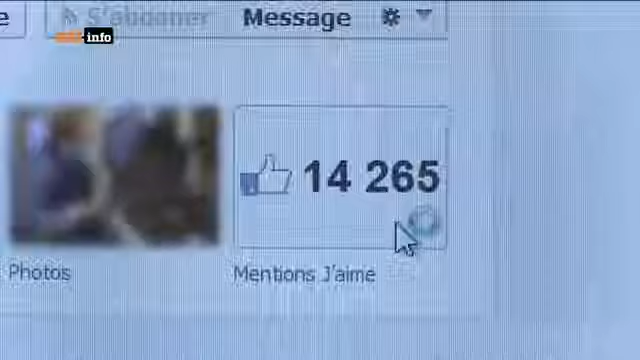 e
S'abonner
Message
info
14 265
Photos
Mentions J'aime